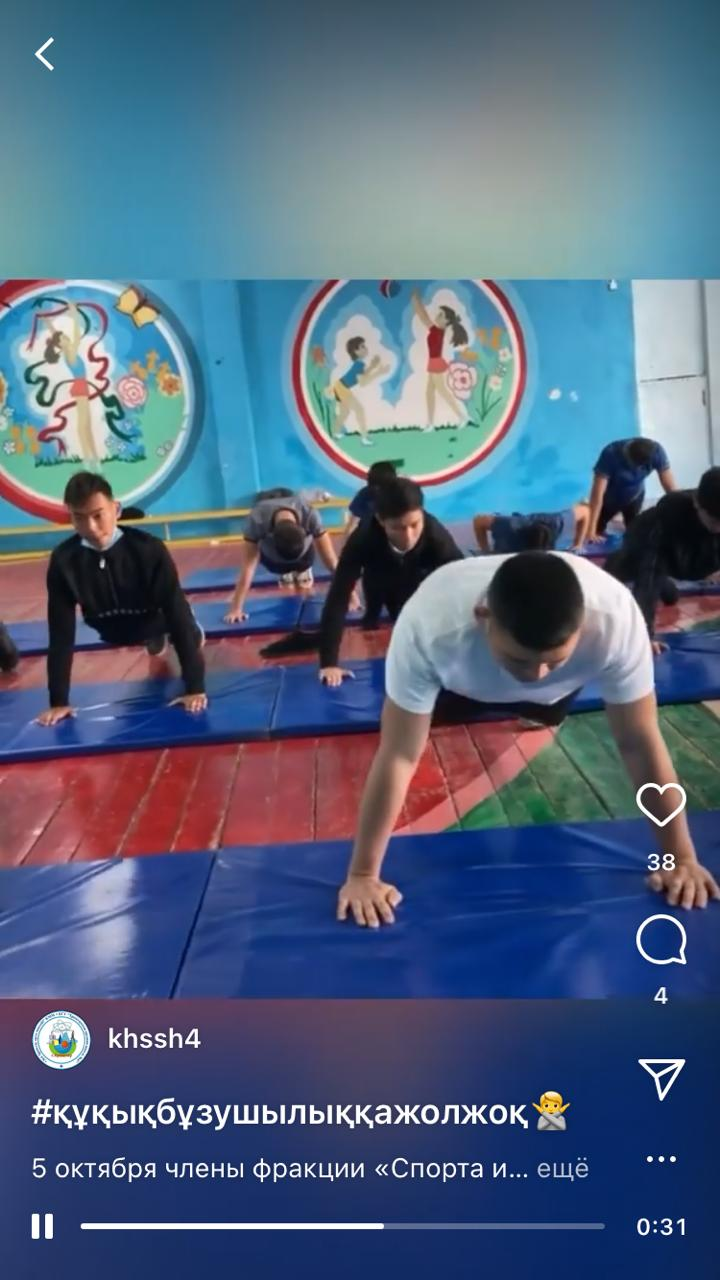 khssh4
#құқықбұзушылыққажолжоқ🙅‍♂️
5 октября члены фракции «Спорта и... ещё
38
4
0:31